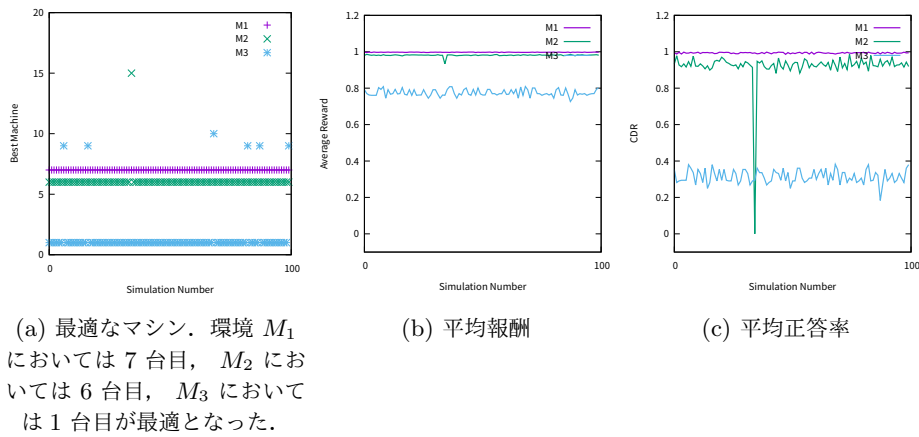 20
15
10
5
0
0
100
Best Machine
Simulation Number
M1
M2
M3
1.2
1
0.8
0.6
0.4
0.2
0
0
100
Average Reward
Simulation Number
M1
M2
M3
1.2
1
0.8
0.6
0.4
0.2
0
0
100
CDR
Simulation Number
M1
M2
M3
(a) 最適なマシン．環境 M₁
においては 7 台目， M₂ にお
いては 6 台目， M₃ において
は 1 台目が最適となった．
(b) 平均報酬
(c) 平均正答率